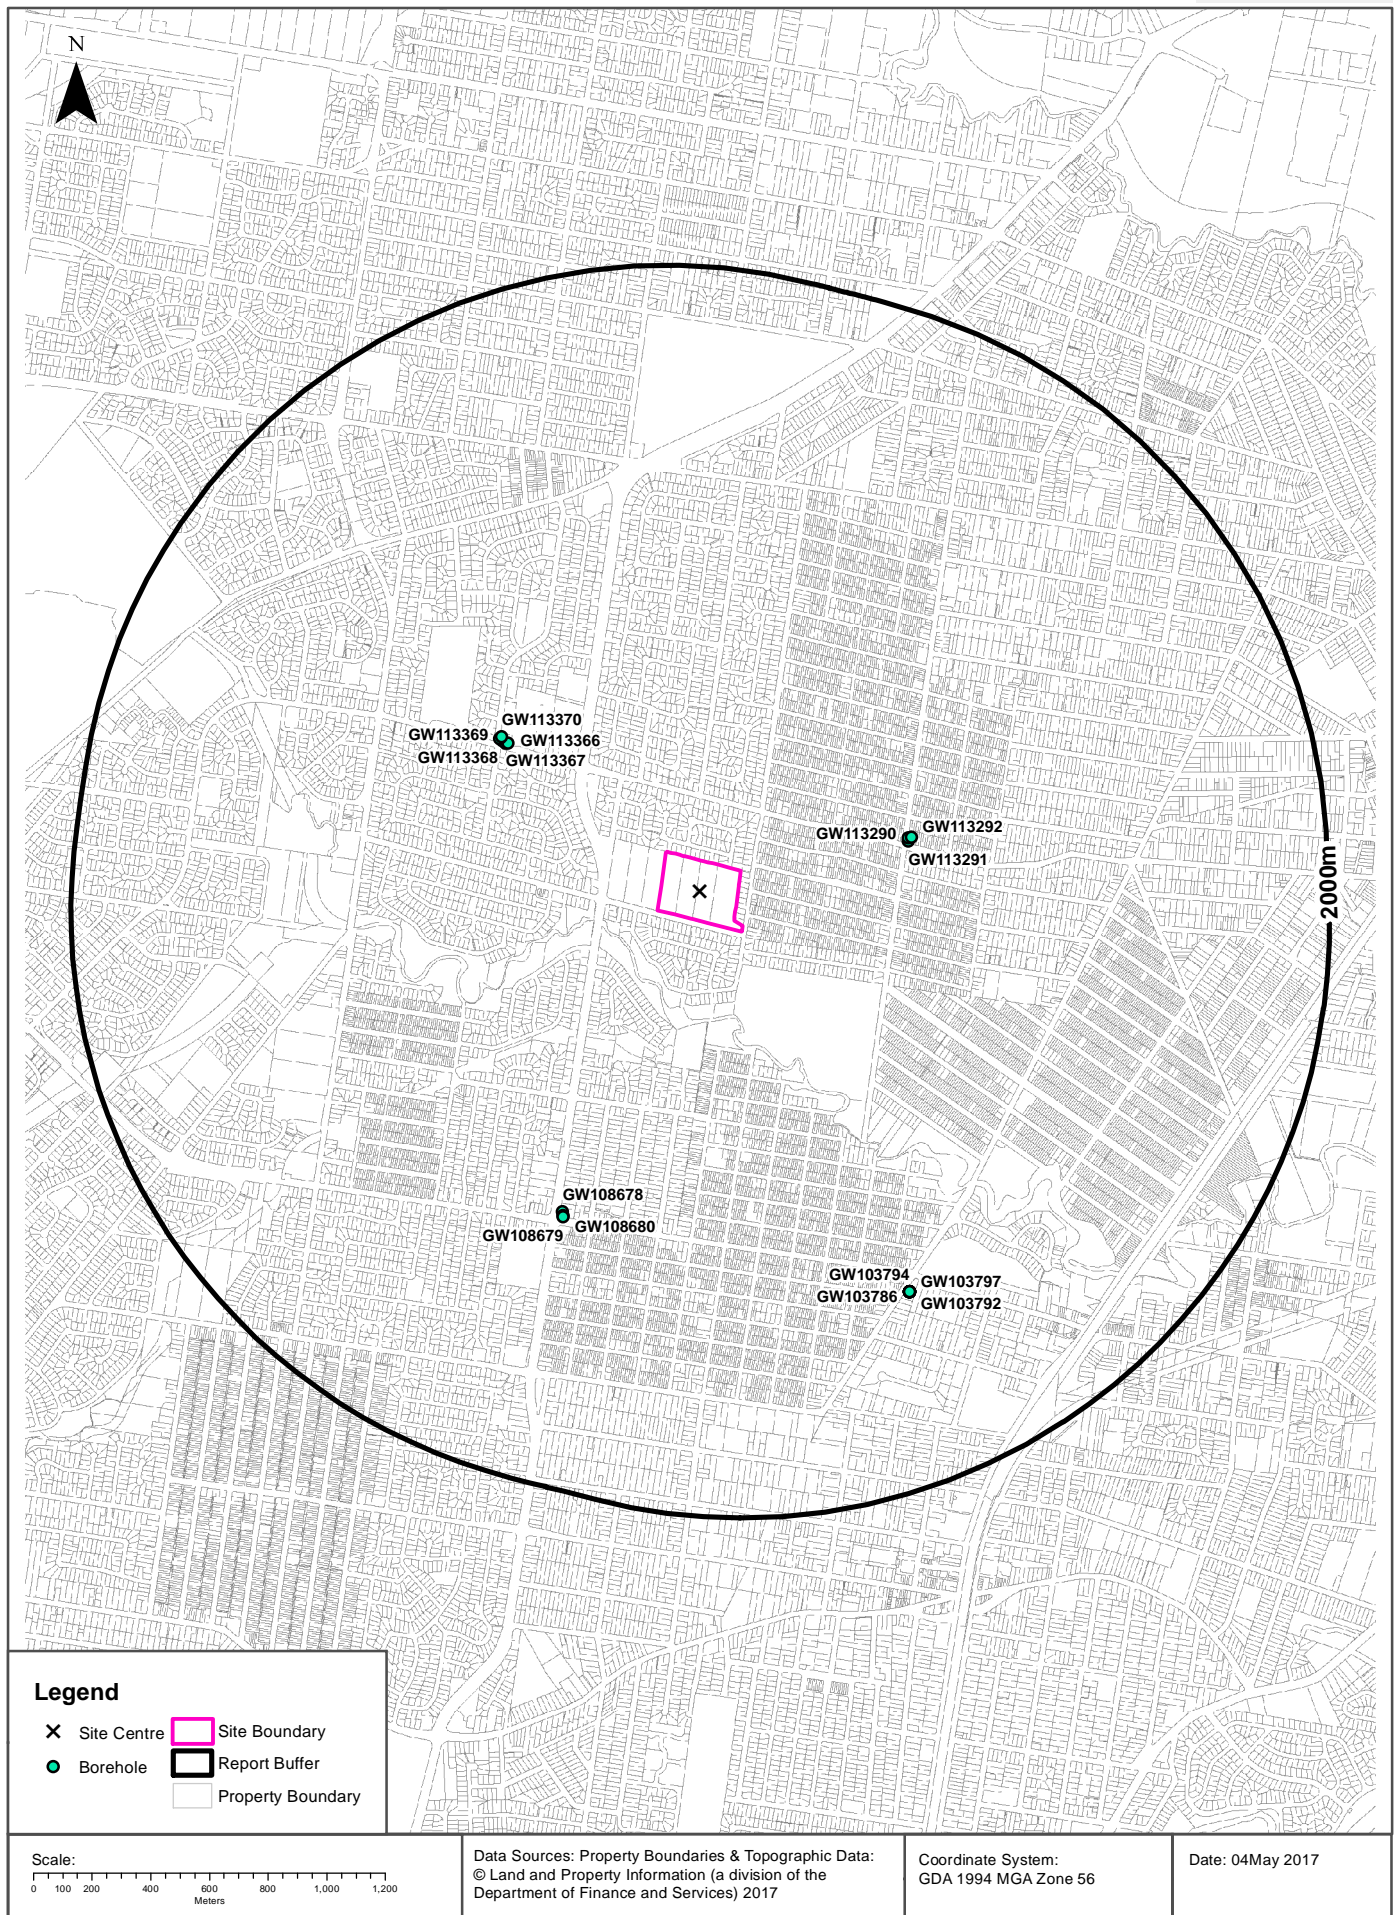 N
GW113370
GW113369
GW113366
GW113368
GW113367
GW113290
GW113292
GW113291
2000m
GW108678
GW108680
GW108679
GW103794
GW103797
GW103786
GW103792
Legend
Site Centre
Site Boundary
Borehole
Report Buffer
Property Boundary
Scale:
0 100 200 400 600 800 1,000 1,200
Meters
Data Sources: Property Boundaries & Topographic Data:
© Land and Property Information (a division of the
Department of Finance and Services) 2017
Coordinate System:
GDA 1994 MGA Zone 56
Date: 04May 2017